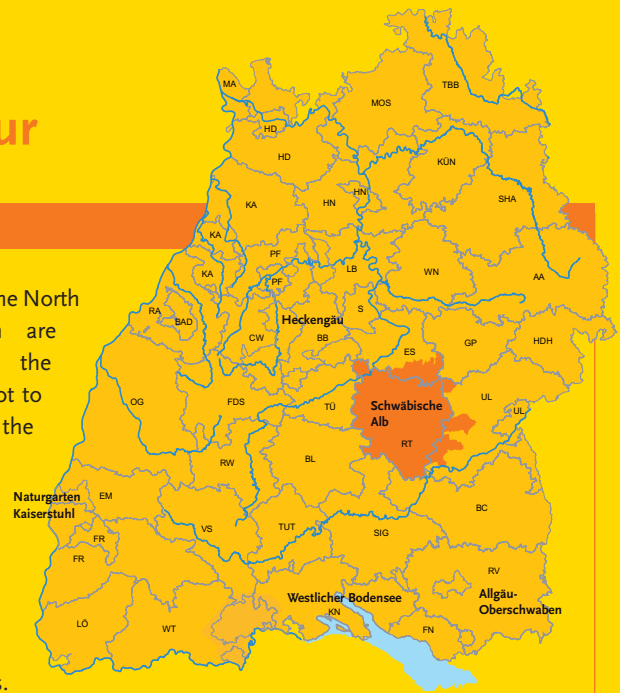 ur
ne North
are
the
ot to
the
s.
MA
TBB
MOS
HD
HD
KÜN
HN
HN
SHA
KA
KA
PF
KA
PF
LB
WN
AA
RA
BAD
Heckengäu
S
CW
BB
ES
GP
HDH
OG
FDS
TÜ
Schwäbische
Alb
UL
UL
RT
RW
BL
Naturgarten
Kaiserstuhl
EM
BC
FR
VS
TUT
SIG
FR
RV
Westlicher Bodensee
Allgäu-
Oberschwaben
KN
LÖ
WT
FN